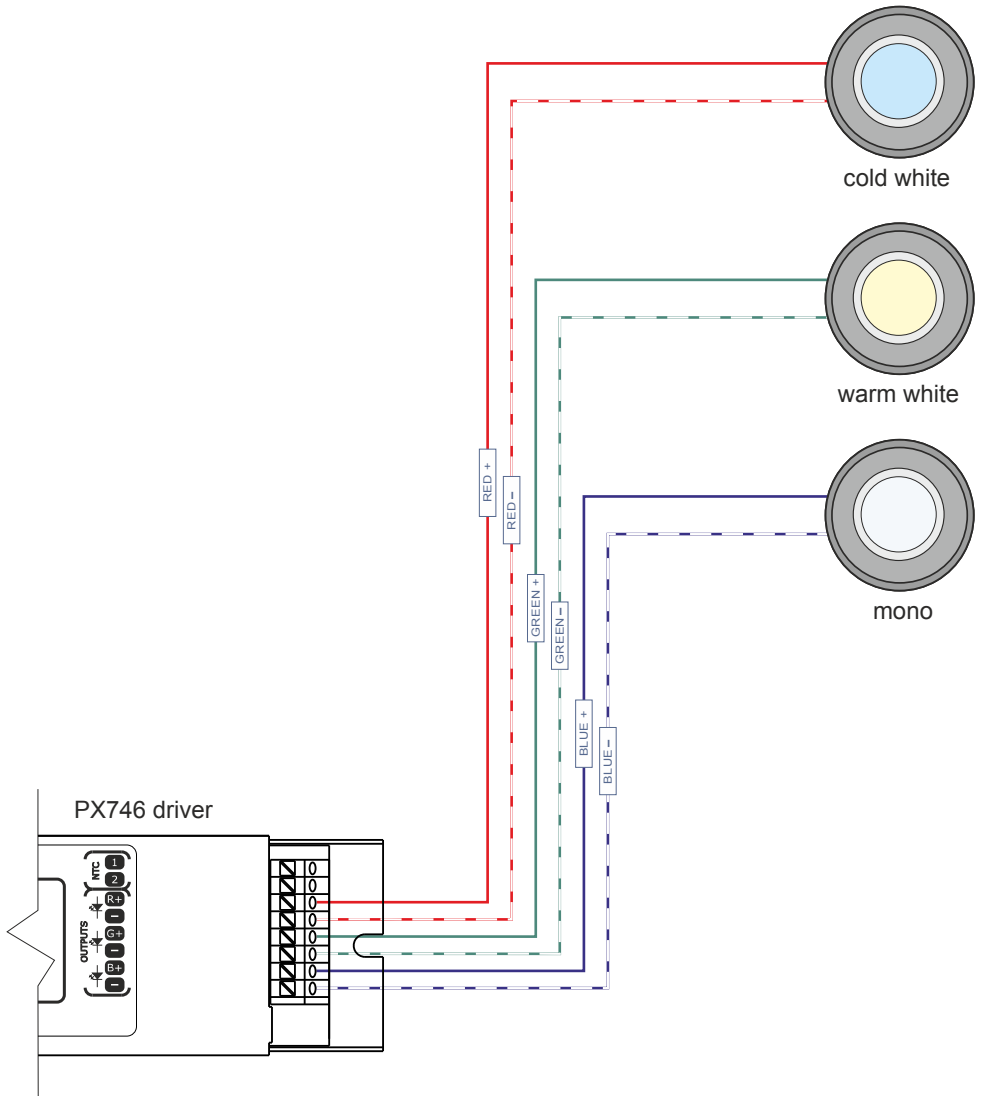 cold white
warm white
mono
RED +
RED –
GREEN +
GREEN –
BLUE +
BLUE –
PX746 driver
NTC
1
2
OUTPUTS
R+
–
G+
–
B+
–